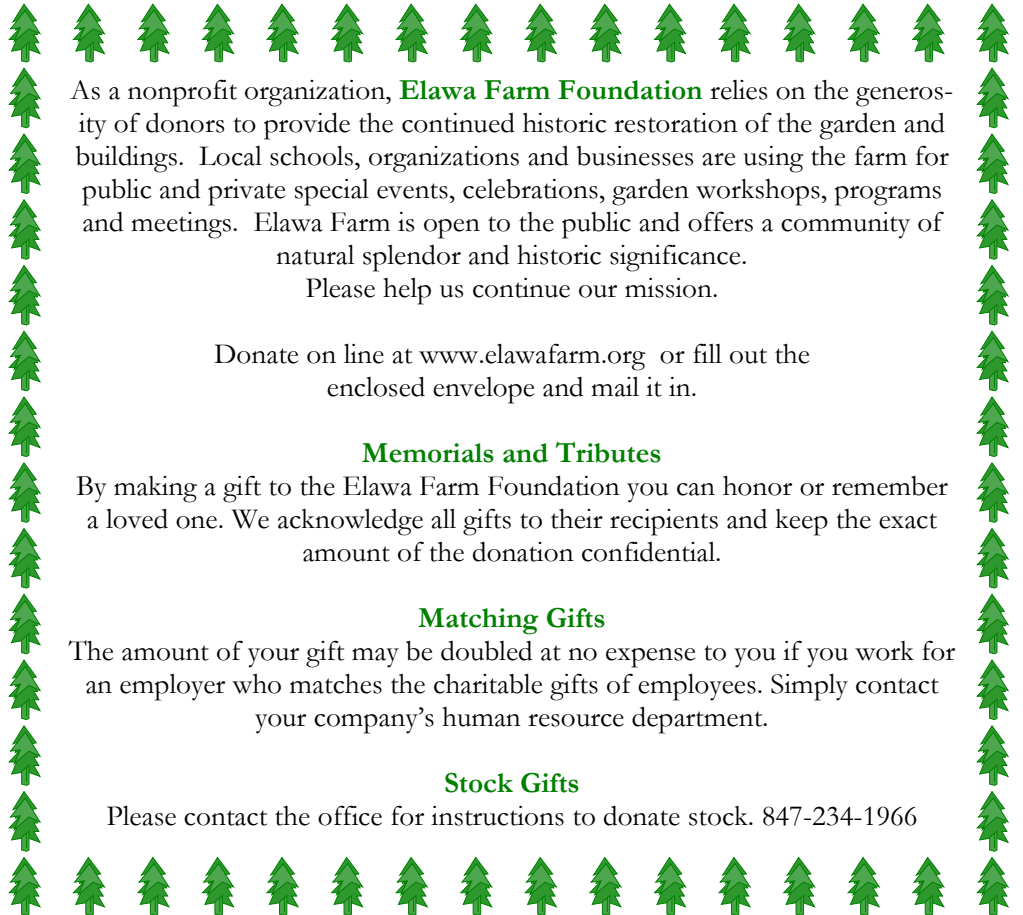 As a nonprofit organization, Elawa Farm Foundation relies on the generos-
ity of donors to provide the continued historic restoration of the garden and
buildings.  Local schools, organizations and businesses are using the farm for
public and private special events, celebrations, garden workshops, programs
and meetings.  Elawa Farm is open to the public and offers a community of
natural splendor and historic significance.
Please help us continue our mission.
Donate on line at www.elawafarm.org  or fill out the
enclosed envelope and mail it in.
Memorials and Tributes
By making a gift to the Elawa Farm Foundation you can honor or remember
a loved one. We acknowledge all gifts to their recipients and keep the exact
amount of the donation confidential.
Matching Gifts
The amount of your gift may be doubled at no expense to you if you work for
an employer who matches the charitable gifts of employees. Simply contact
your company’s human resource department.
Stock Gifts
Please contact the office for instructions to donate stock. 847-234-1966